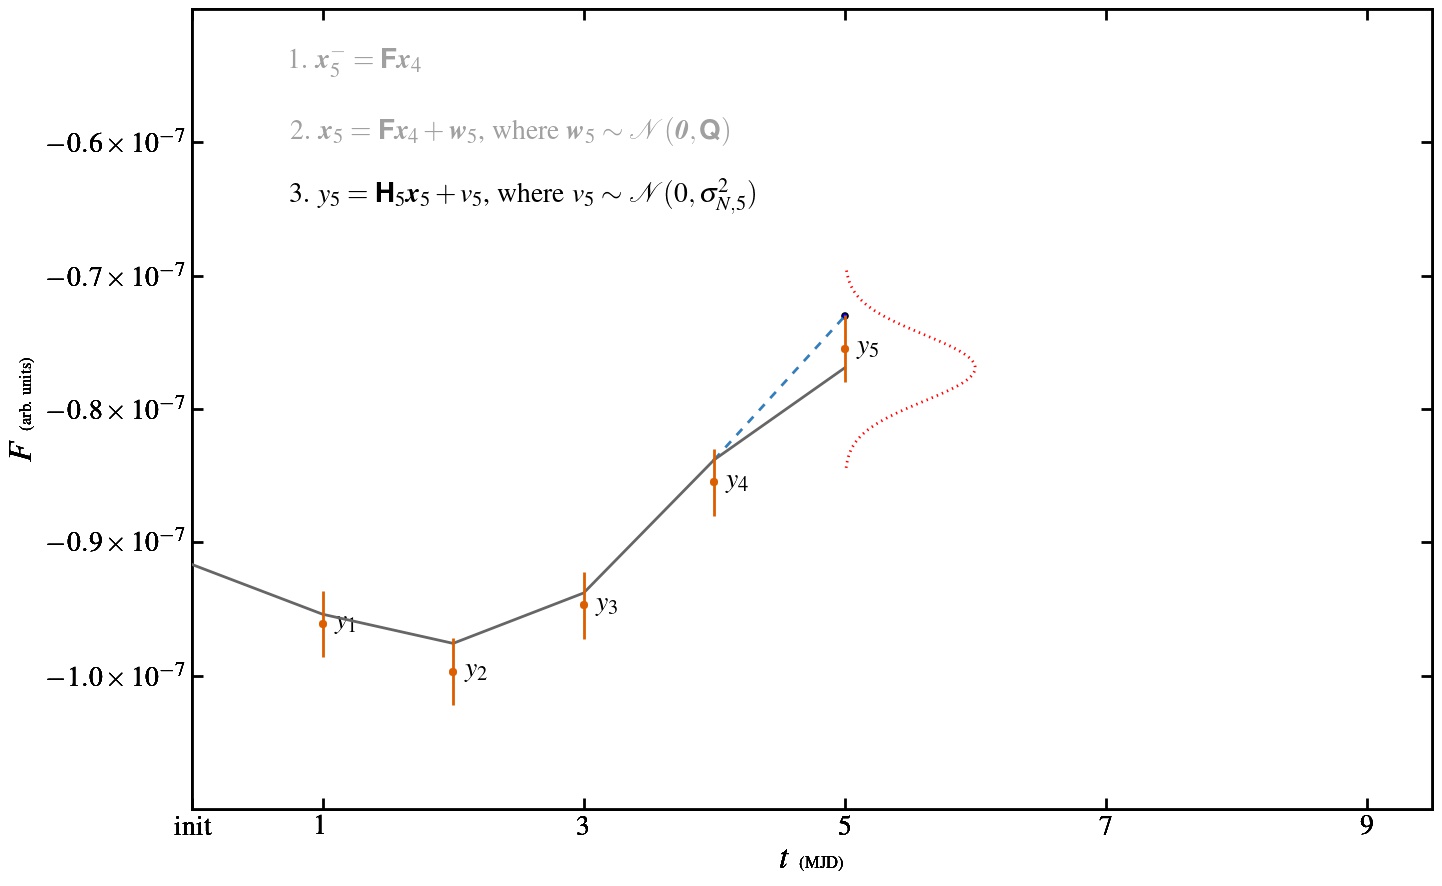 1. x₅⁻ = Fx₄
2. x₅ = Fx₄ + w₅, where w₅ ∼ 𝒩(0, Q)
3. y₅ = H₅x₅ + v₅, where v₅ ∼ 𝒩(0, σ²_{N,5})
−0.6 × 10⁻⁷
−0.7 × 10⁻⁷
−0.8 × 10⁻⁷
−0.9 × 10⁻⁷
−1.0 × 10⁻⁷
F (arb. units)
y₁
y₂
y₃
y₄
y₅
init 1 3 5 7 9
t (MJD)